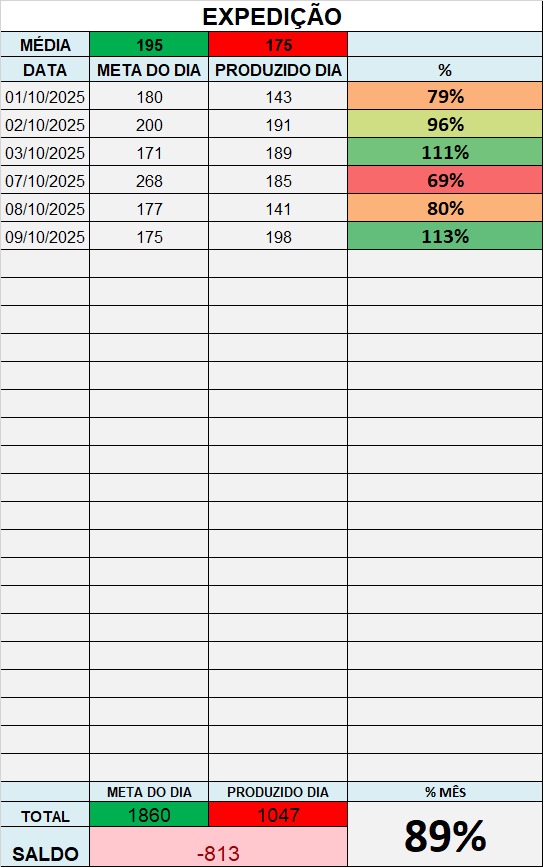 EXPEDIÇÃO
MÉDIA 195 175
DATA META DO DIA PRODUZIDO DIA %
01/10/2025 180 143 79%
02/10/2025 200 191 96%
03/10/2025 171 189 111%
07/10/2025 268 185 69%
08/10/2025 177 141 80%
09/10/2025 175 198 113%
META DO DIA PRODUZIDO DIA % MÊS
TOTAL 1860 1047
89%
SALDO -813